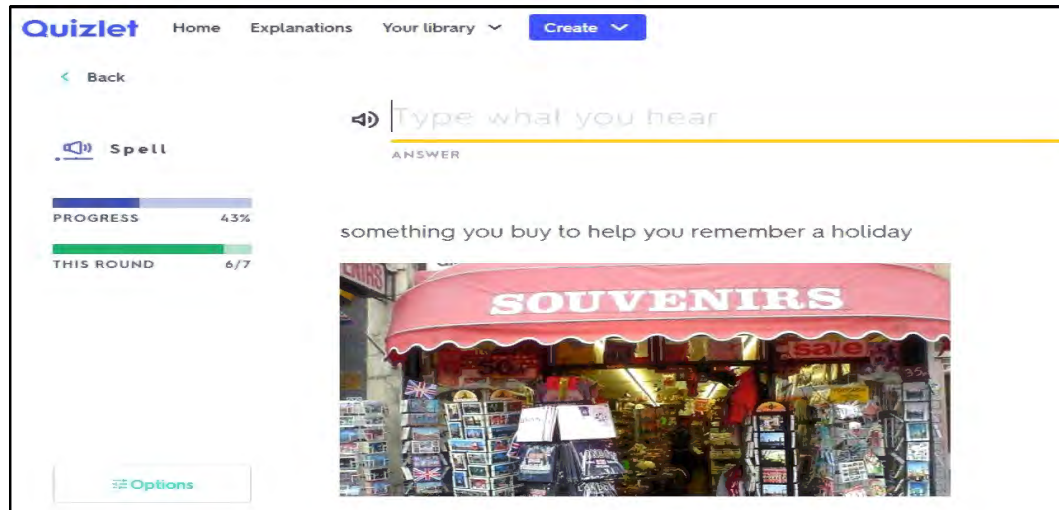 Quizlet Home Explanations Your library Create
Back
Type what you hear
ANSWER
Spell
PROGRESS 43%
THIS ROUND 6/7
something you buy to help you remember a holiday
SOUVENIRS
sale
Options